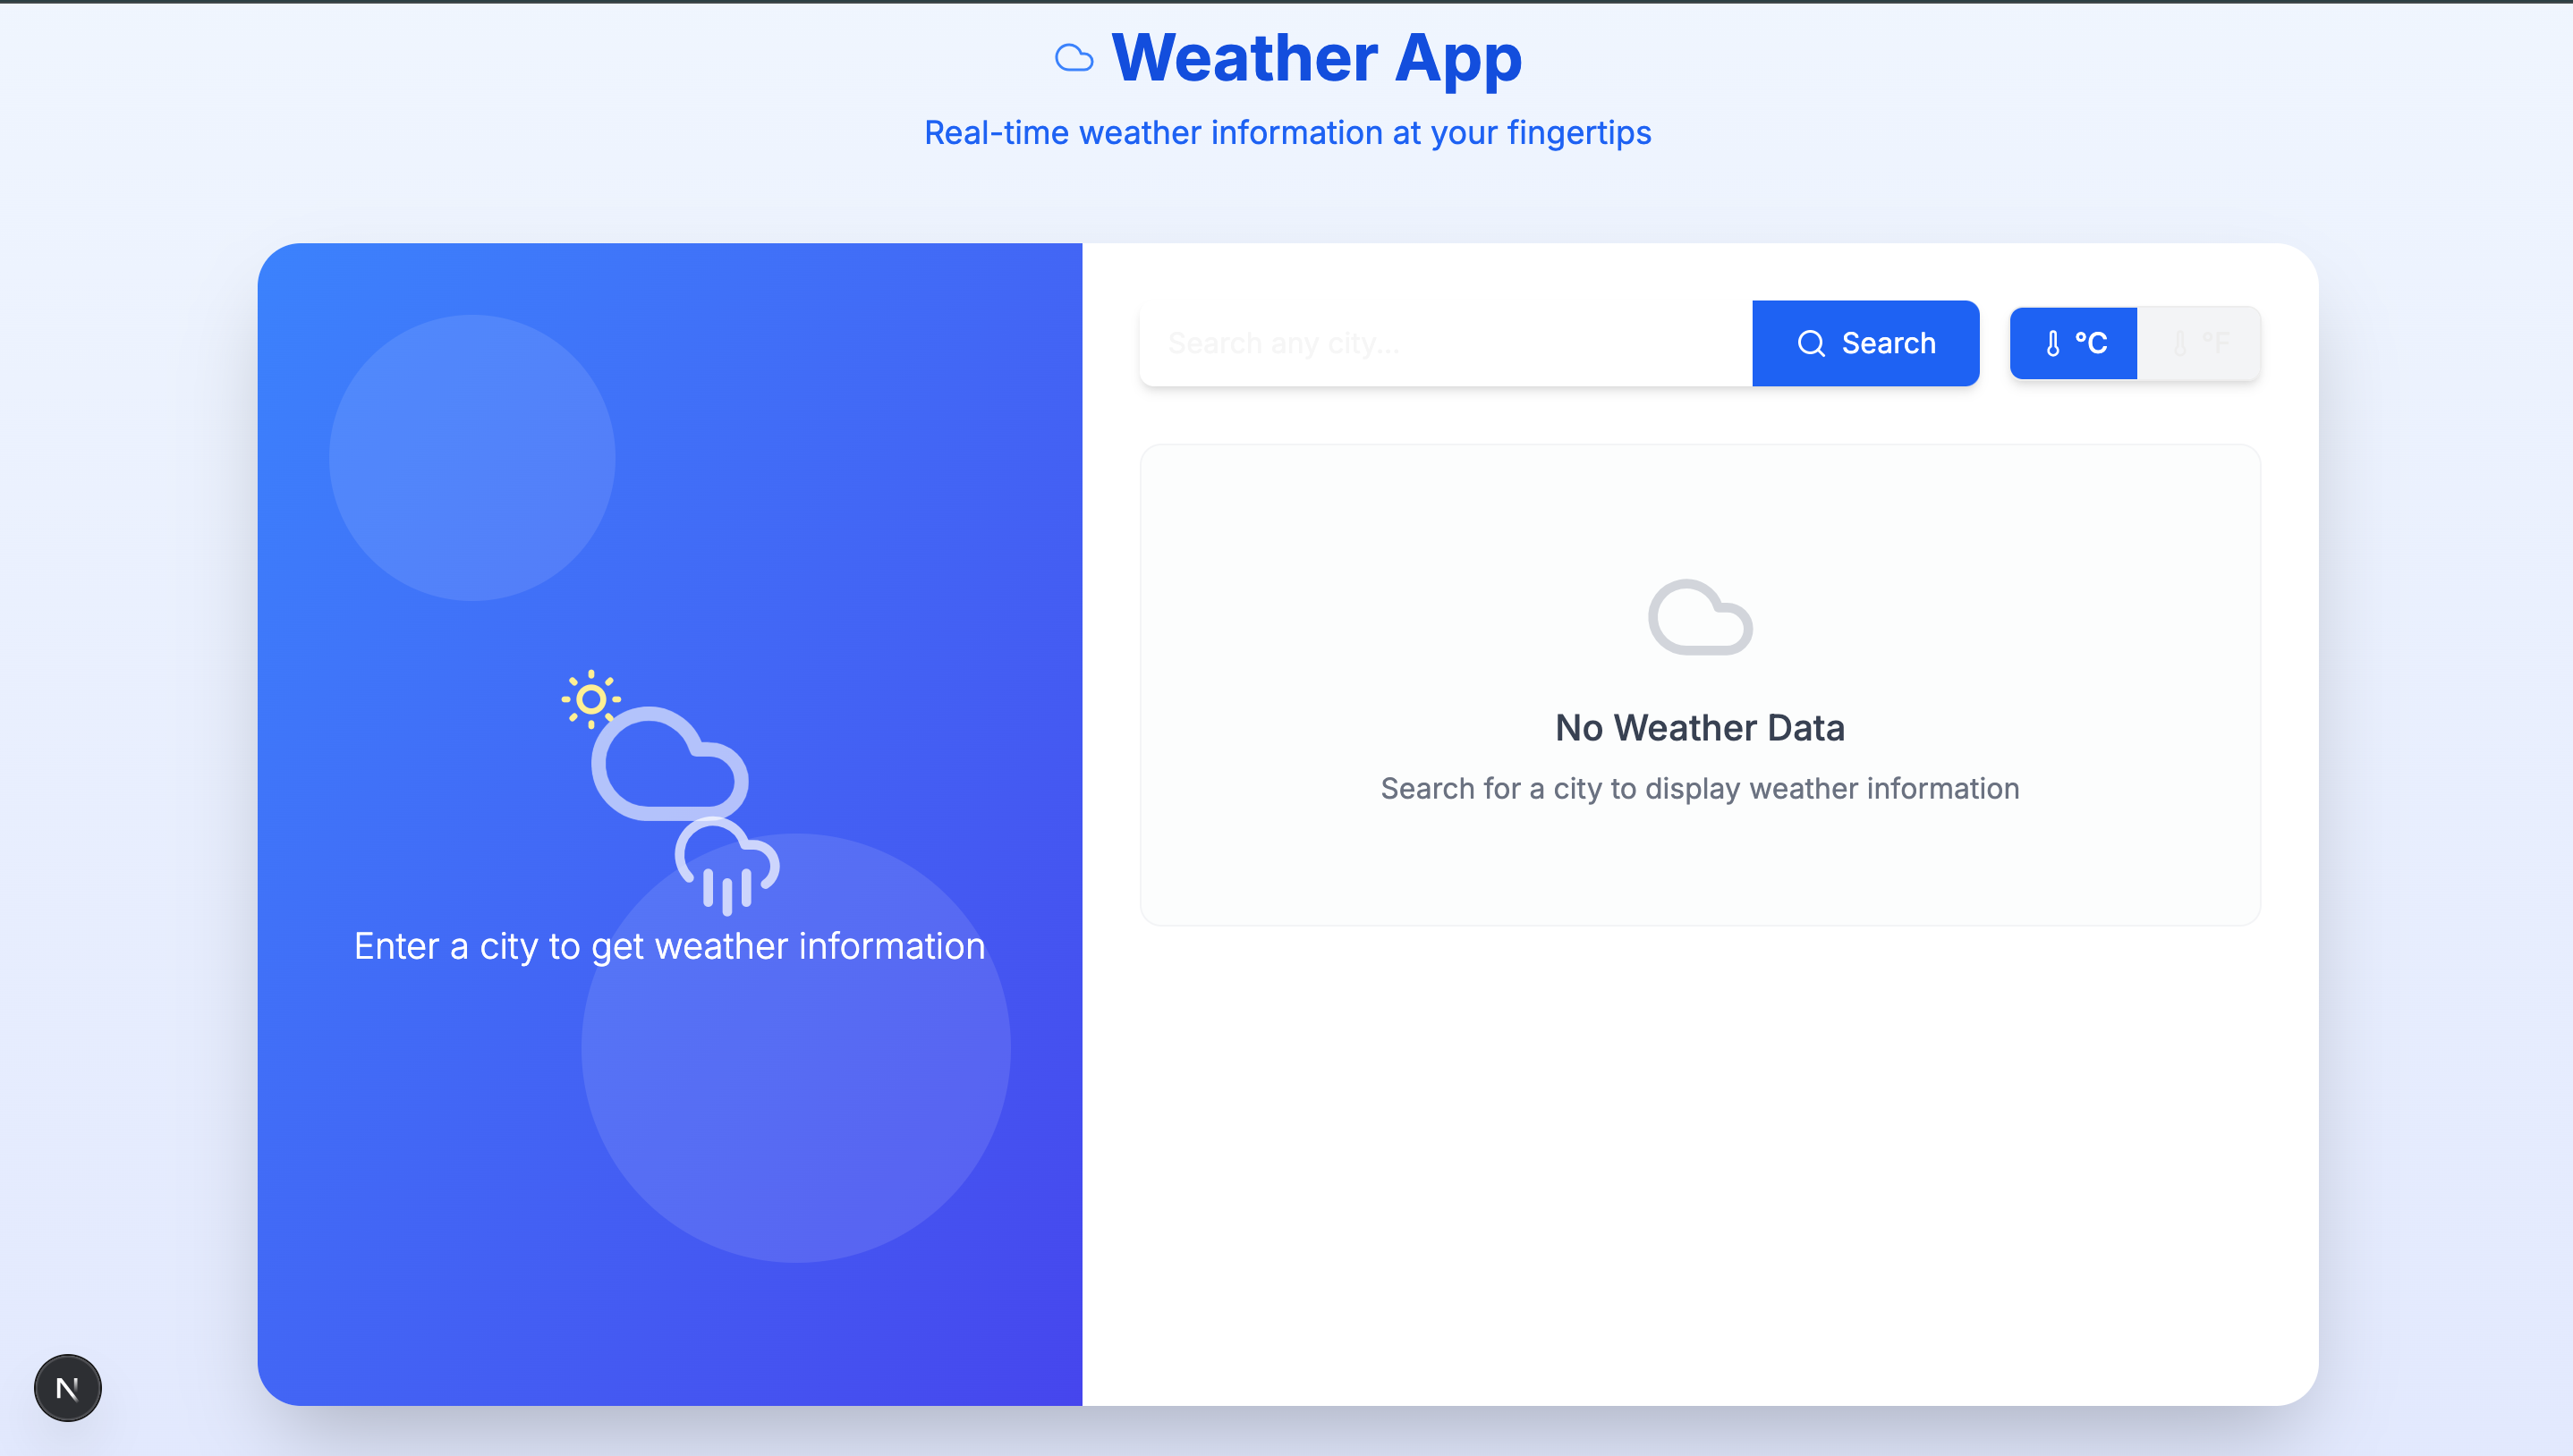 Weather App
Real-time weather information at your fingertips
Search any city...
Search
°C
°F
No Weather Data
Search for a city to display weather information
Enter a city to get weather information
N